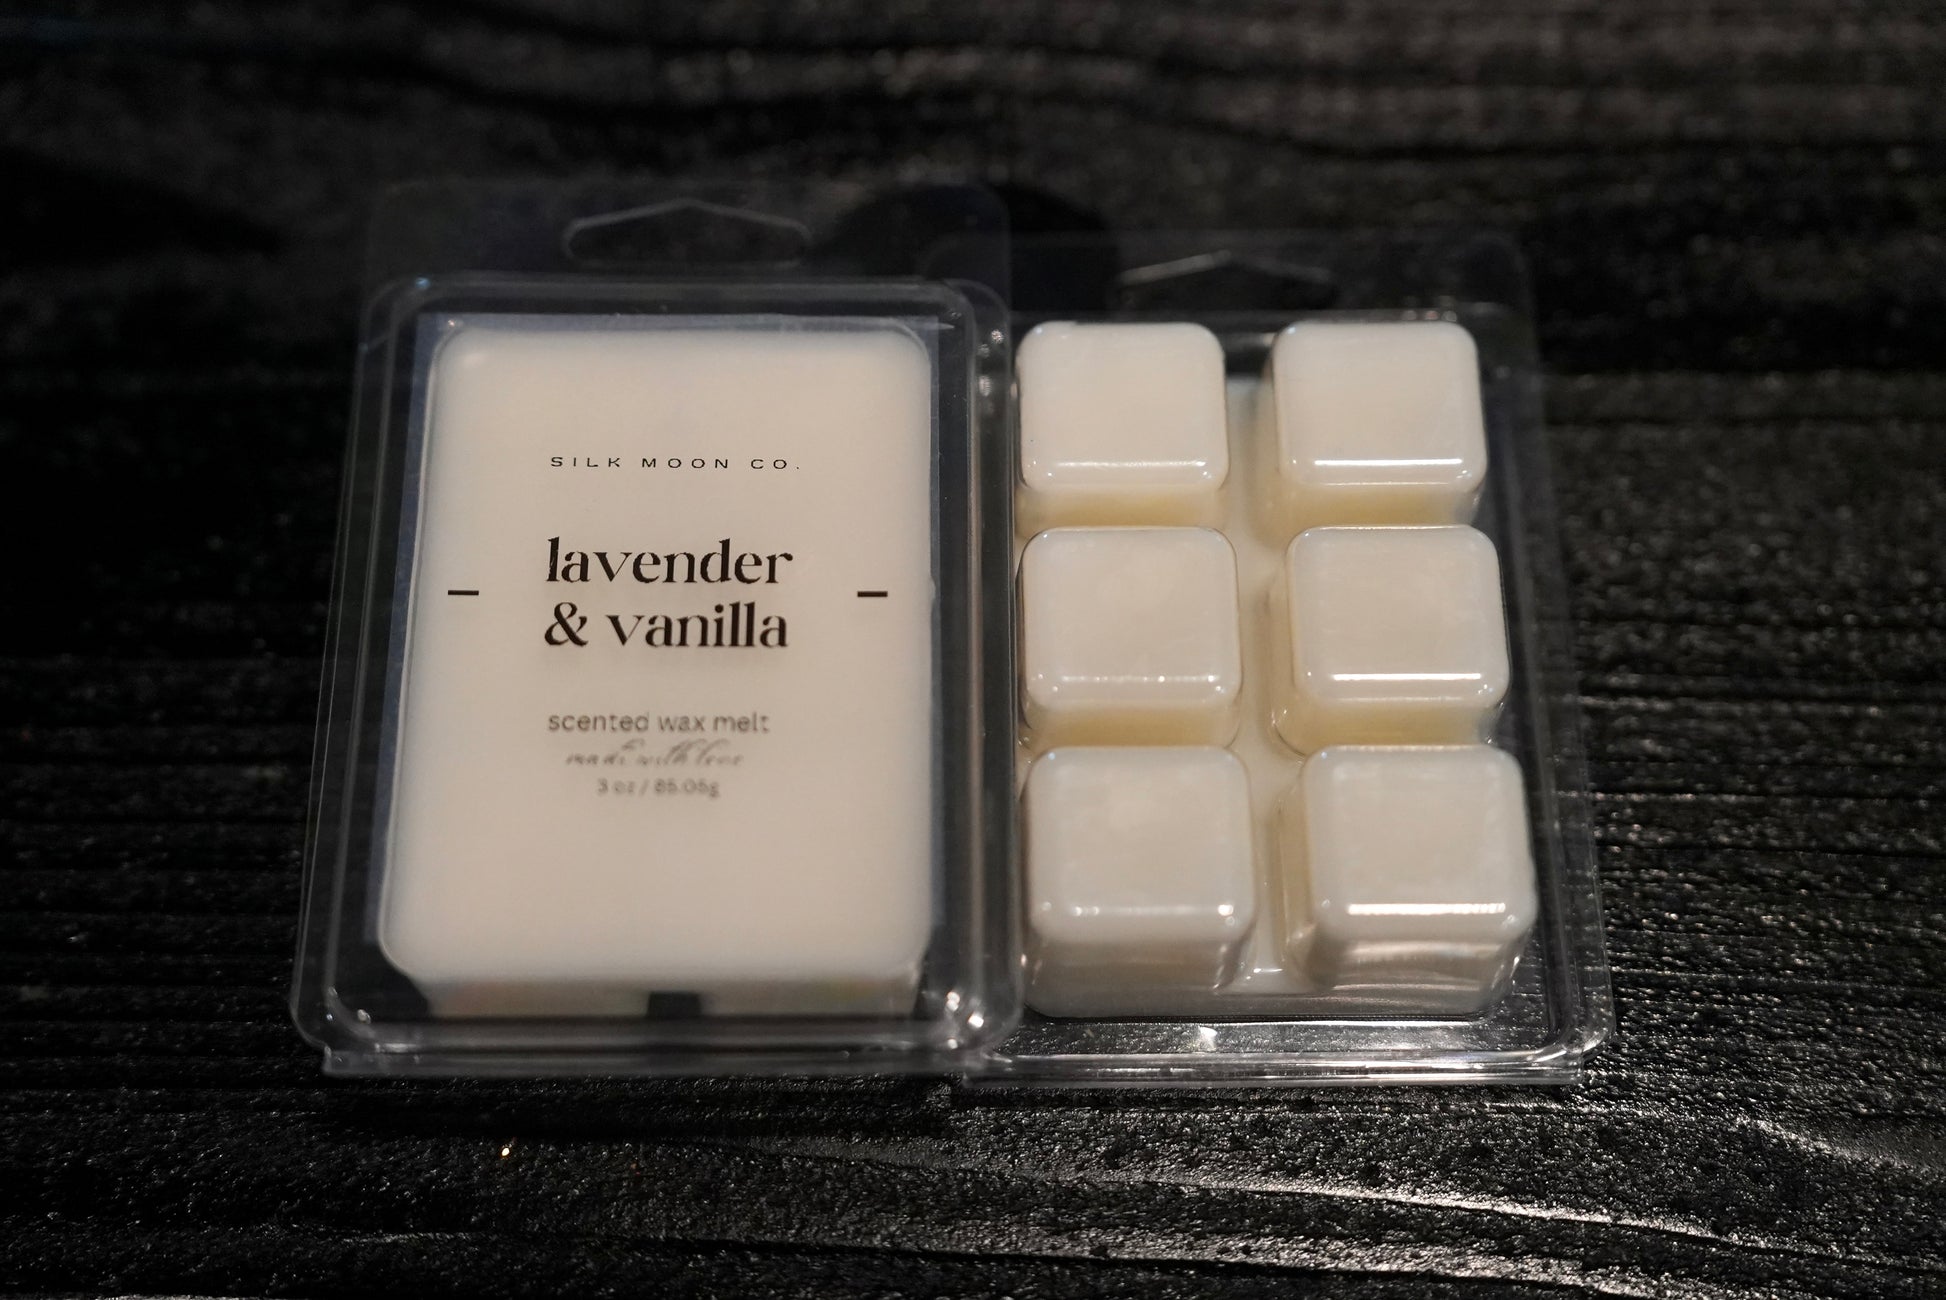 SILK MOON CO.
lavender
& vanilla
scented wax melt
made with love
3 oz / 85.05g